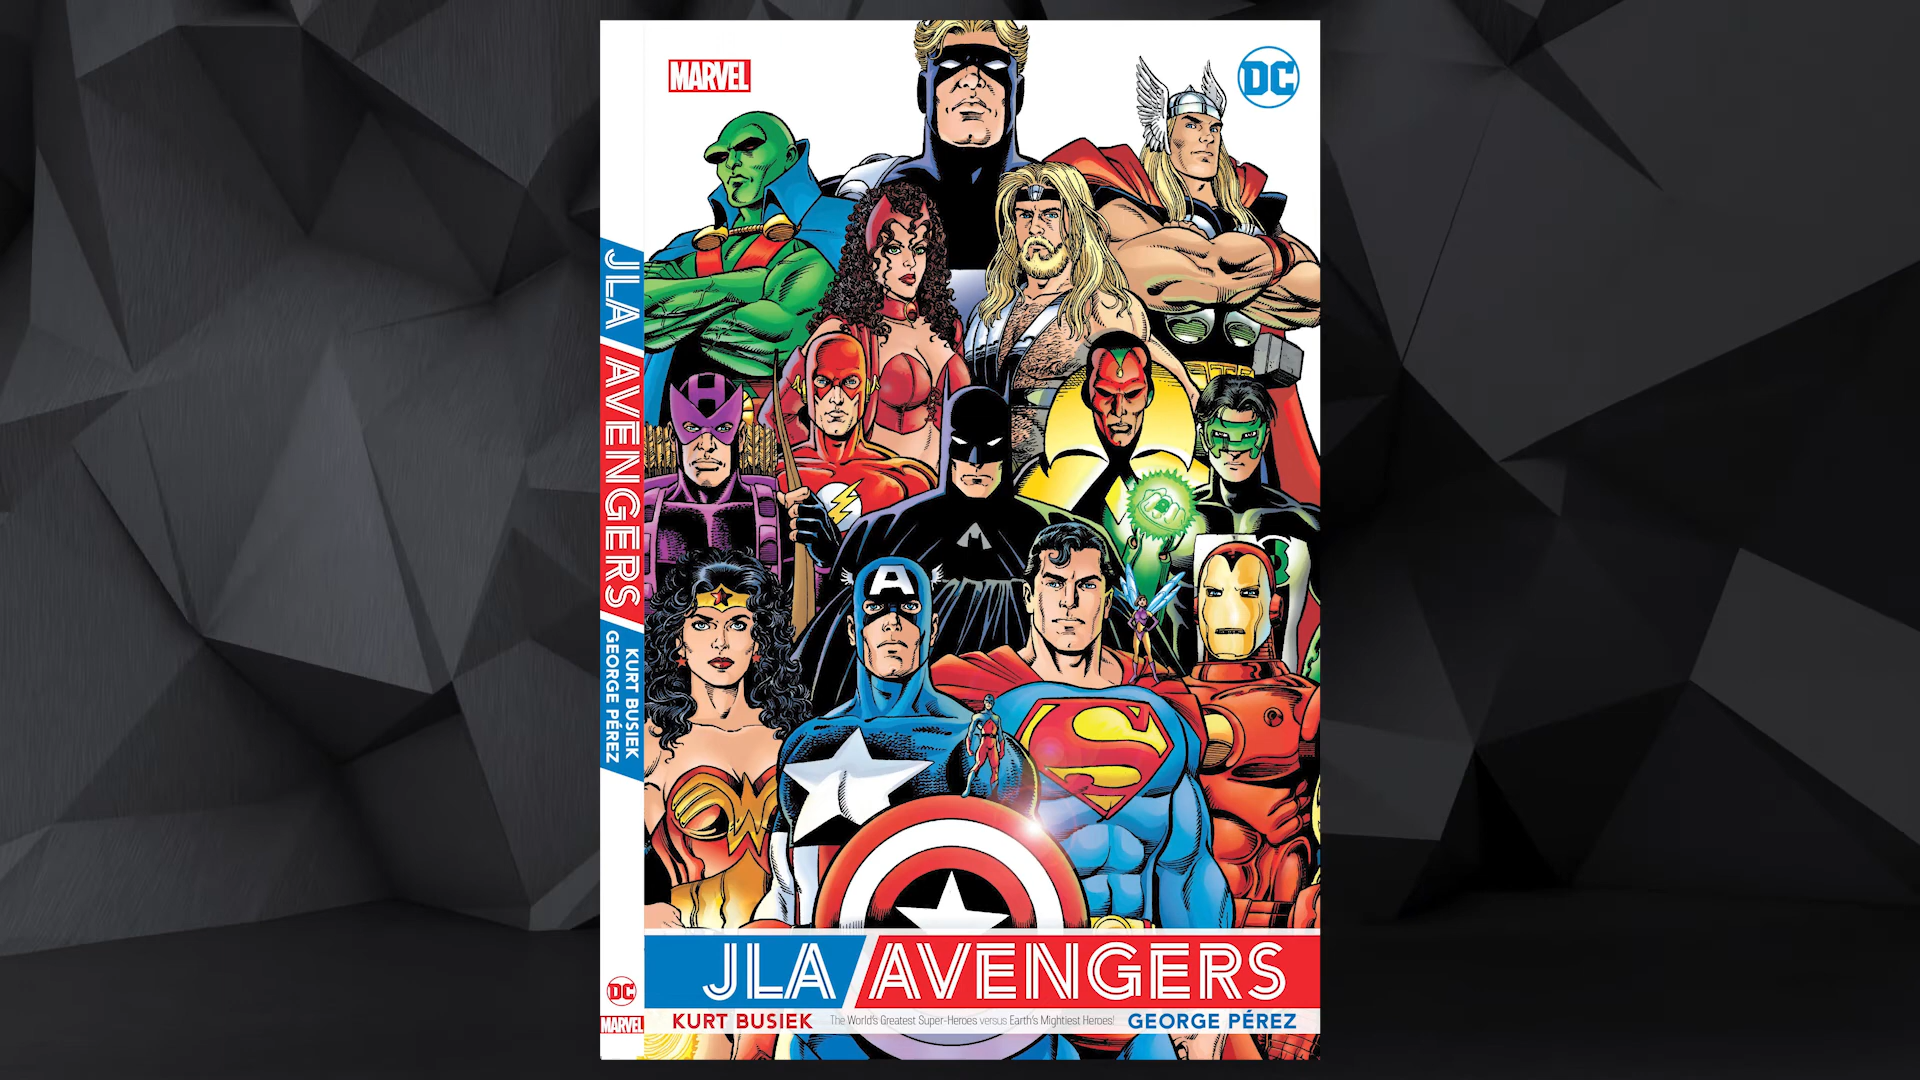 MARVEL
DC
JLA AVENGERS
KURT BUSIEK
GEORGE PÉREZ
DC
MARVEL
H
A
S
JLA/AVENGERS
KURT BUSIEK The World's Greatest Super-Heroes versus Earth's Mightiest Heroes! GEORGE PÉREZ